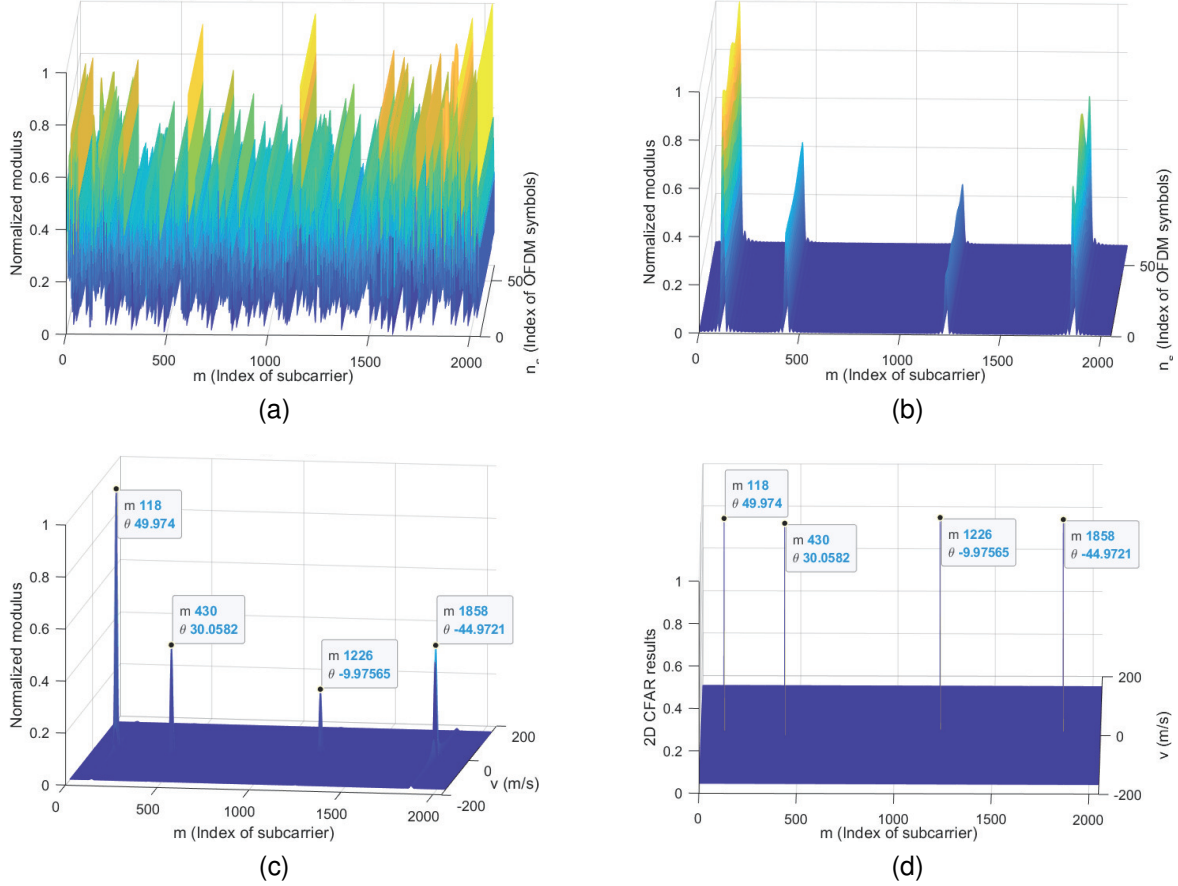 Normalized modulus
1
0.8
0.6
0.4
0.2
0
0
500
1000
1500
2000
m (Index of subcarrier)
50
0
(Index of OFDM symbols)
(a)
Normalized modulus
1
0.8
0.6
0.4
0.2
0
0
500
1000
1500
2000
m (Index of subcarrier)
50
0
(Index of OFDM symbols)
(b)
Normalized modulus
1
0.8
0.6
0.4
0.2
0
0
500
1000
1500
2000
m (Index of subcarrier)
200
0
-200
v (m/s)
m 118
θ 49.974
m 430
θ 30.0582
m 1226
θ -9.97565
m 1858
θ -44.9721
(c)
2D CFAR results
1
0.8
0.6
0.4
0.2
0
0
500
1000
1500
2000
m (Index of subcarrier)
200
0
-200
v (m/s)
m 118
θ 49.974
m 430
θ 30.0582
m 1226
θ -9.97565
m 1858
θ -44.9721
(d)